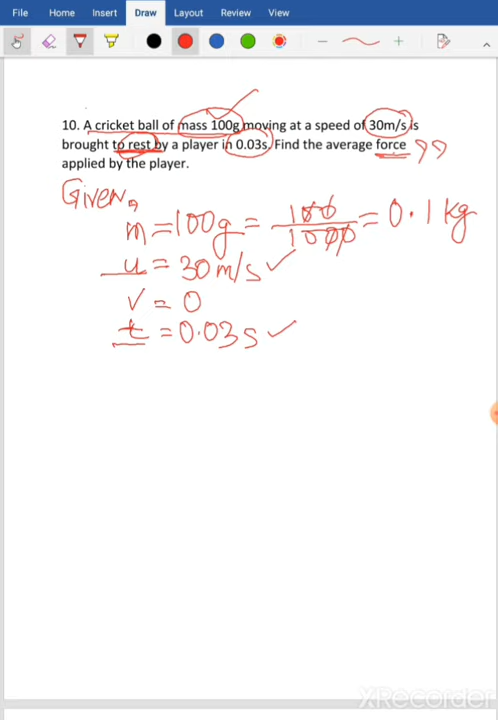 File Home Insert Draw Layout Review View
10. A cricket ball of mass 100g moving at a speed of 30m/s is
brought to rest by a player in 0.03s. Find the average force
applied by the player.
Given,
m = 100g = 100/1000 = 0.1 kg
u = 30 m/s
v = 0
t = 0.03 s
XRecorder